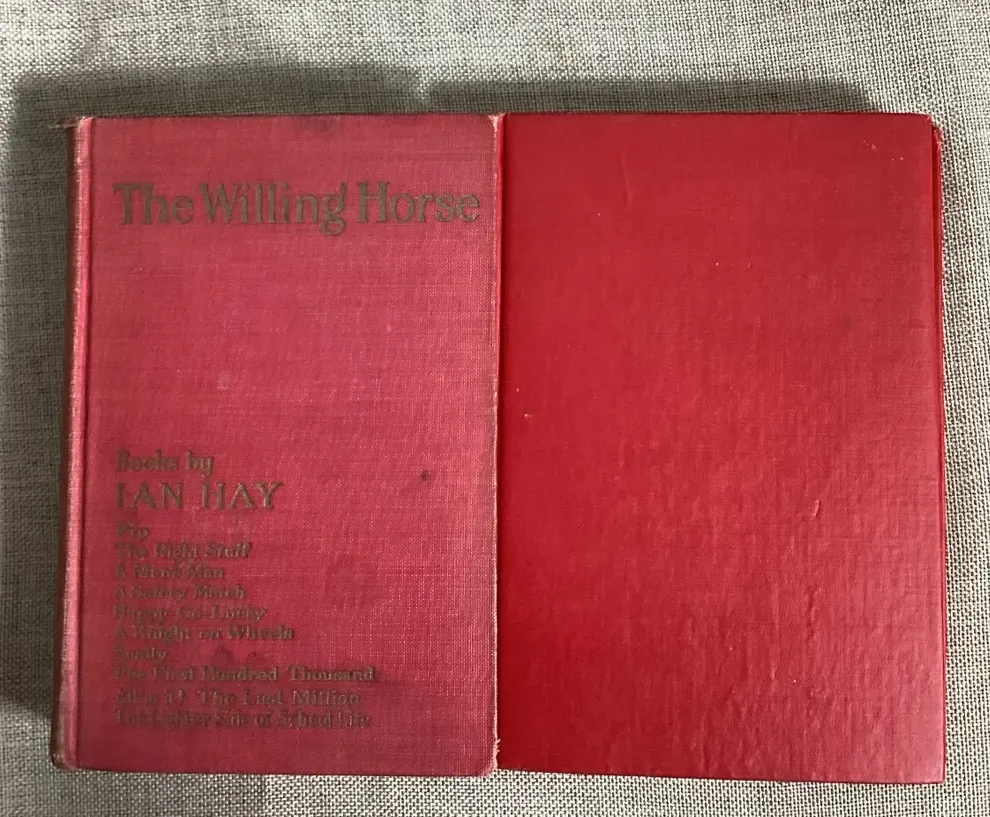 The Willing Horse
Books by
IAN HAY
Pip
The Right Stuff
A Man's Man
A Safety Match
Happy-Go-Lucky
A Knight on Wheels
The First Hundred Thousand
The Last Million
The Lighter Side of School Life